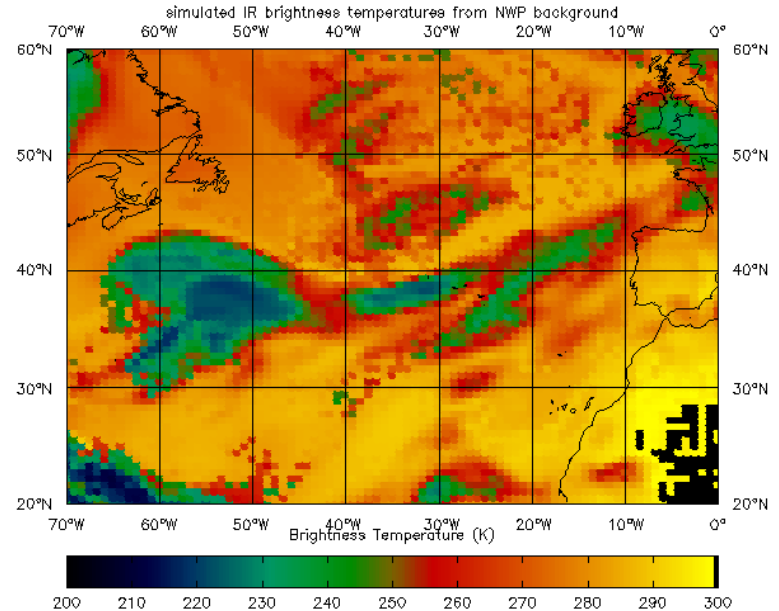 simulated IR brightness temperatures from NWP background
70°W 60°W 50°W 40°W 30°W 20°W 10°W 0°
60°N 60°N
50°N 50°N
40°N 40°N
30°N 30°N
20°N 20°N
70°W 60°W 50°W 40°W 30°W 20°W 10°W 0°
Brightness Temperature (K)
200 210 220 230 240 250 260 270 280 290 300